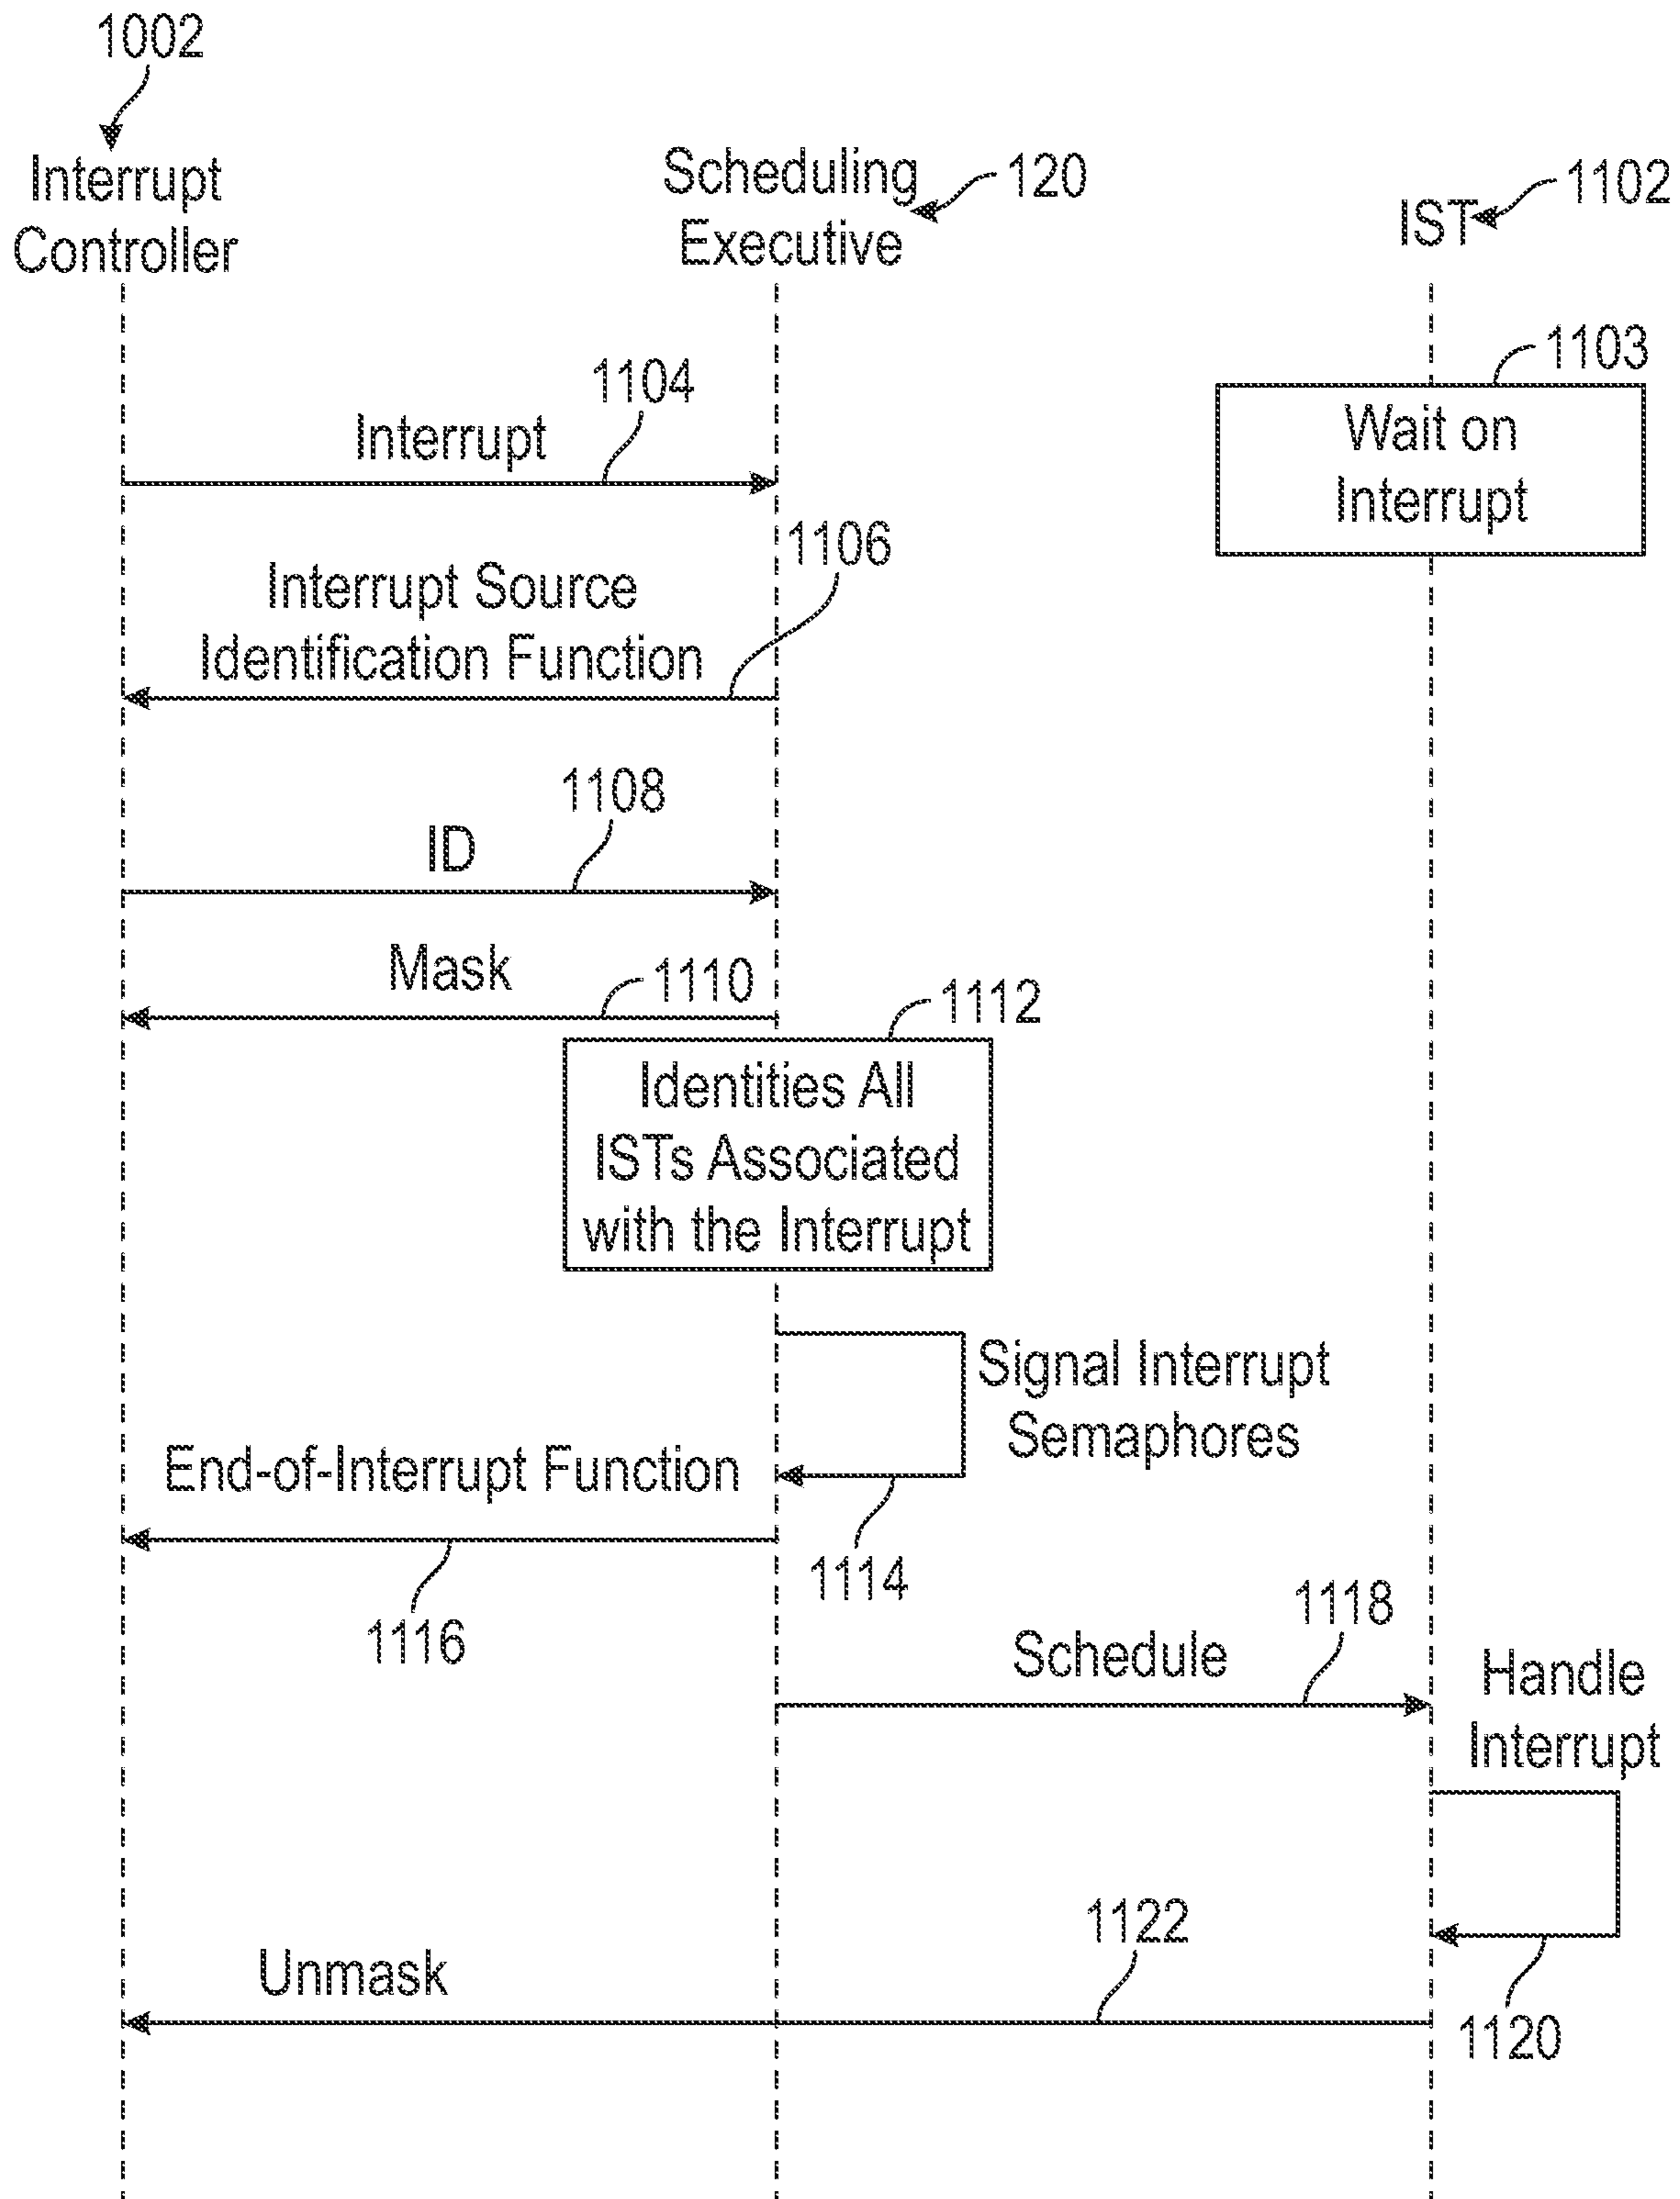 1002
Interrupt
Controller
Scheduling
Executive
120
IST
1102
1103
Wait on
Interrupt
1104
Interrupt
1106
Interrupt Source
Identification Function
1108
ID
Mask
1110
1112
Identities All
ISTs Associated
with the Interrupt
Signal Interrupt
Semaphores
1114
End-of-Interrupt Function
1116
1118
Schedule
Handle
Interrupt
1120
1122
Unmask